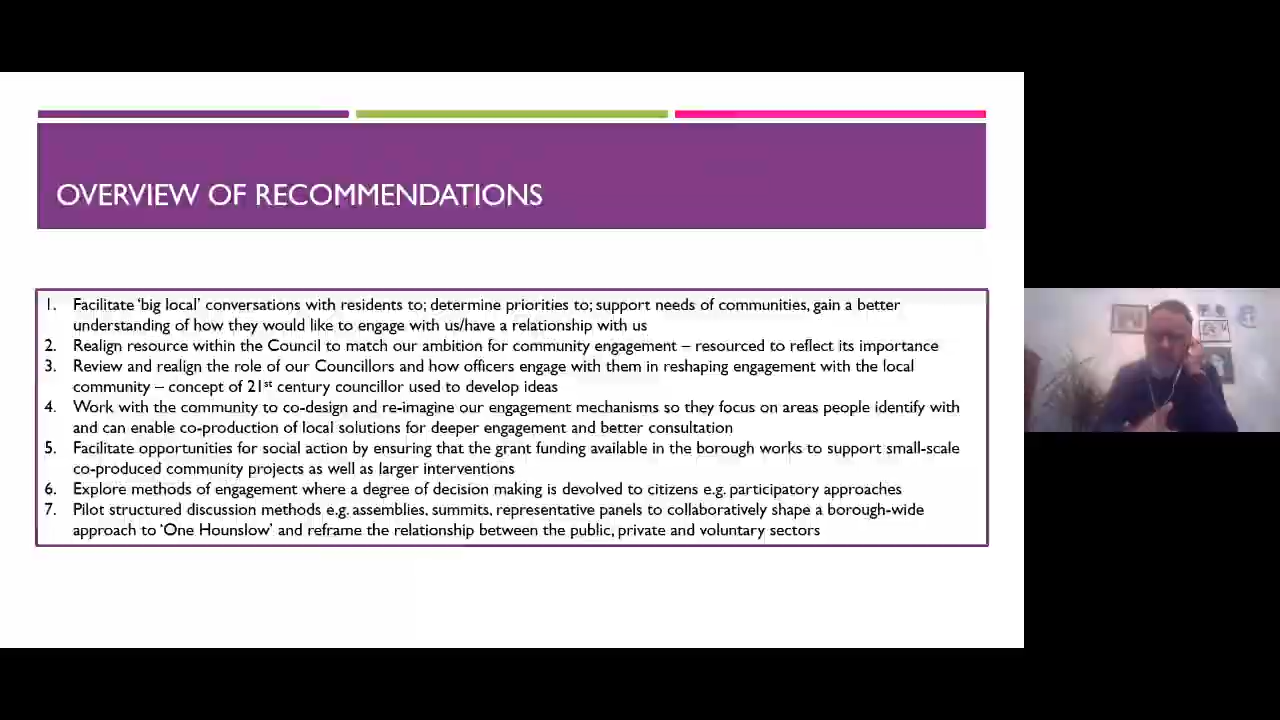 OVERVIEW OF RECOMMENDATIONS
1. Facilitate 'big local' conversations with residents to; determine priorities to; support needs of communities, gain a better
understanding of how they would like to engage with us/have a relationship with us
2. Realign resource within the Council to match our ambition for community engagement – resourced to reflect its importance
3. Review and realign the role of our Councillors and how officers engage with them in reshaping engagement with the local
community – concept of 21st century councillor used to develop ideas
4. Work with the community to co-design and re-imagine our engagement mechanisms so they focus on areas people identify with
and can enable co-production of local solutions for deeper engagement and better consultation
5. Facilitate opportunities for social action by ensuring that the grant funding available in the borough works to support small-scale
co-produced community projects as well as larger interventions
6. Explore methods of engagement where a degree of decision making is devolved to citizens e.g. participatory approaches
7. Pilot structured discussion methods e.g. assemblies, summits, representative panels to collaboratively shape a borough-wide
approach to 'One Hounslow' and reframe the relationship between the public, private and voluntary sectors